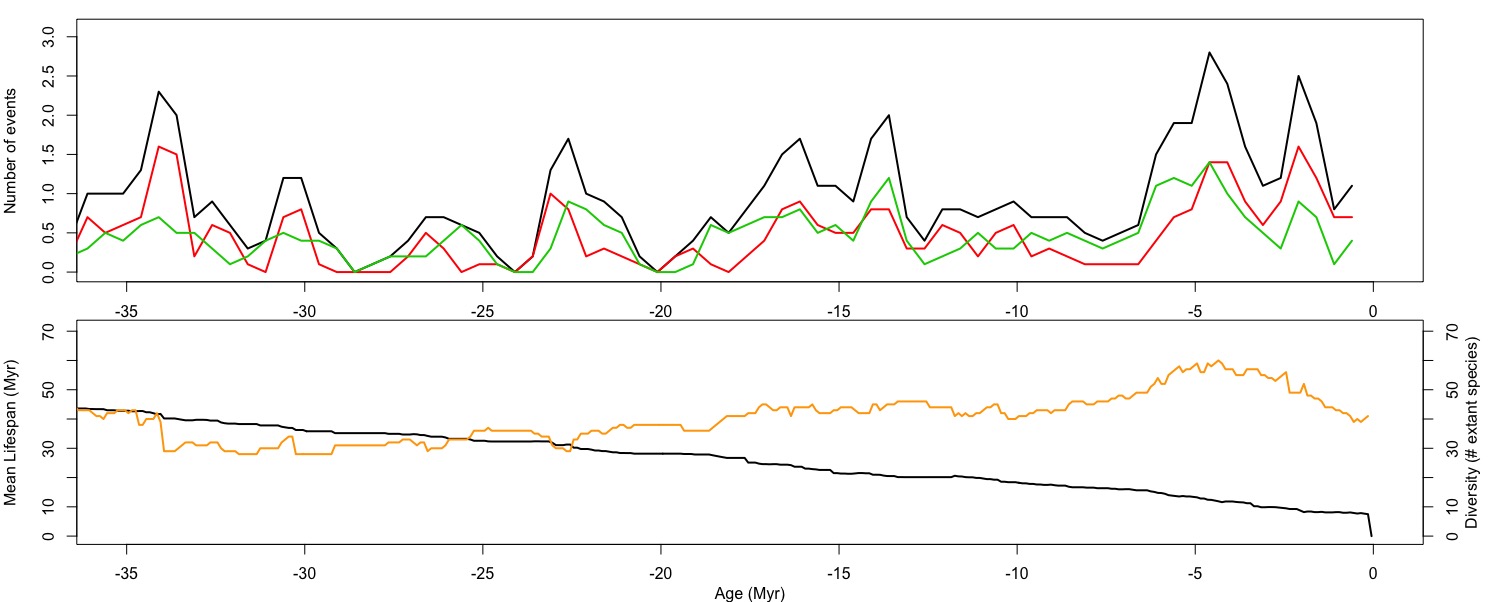 Number of events
3.0
2.5
2.0
1.5
1.0
0.5
0.0
-35 -30 -25 -20 -15 -10 -5 0
Mean Lifespan (Myr)
70
50
30
10
0
70
50
30
10
0
Diversity (# extant species)
-35 -30 -25 -20 -15 -10 -5 0
Age (Myr)